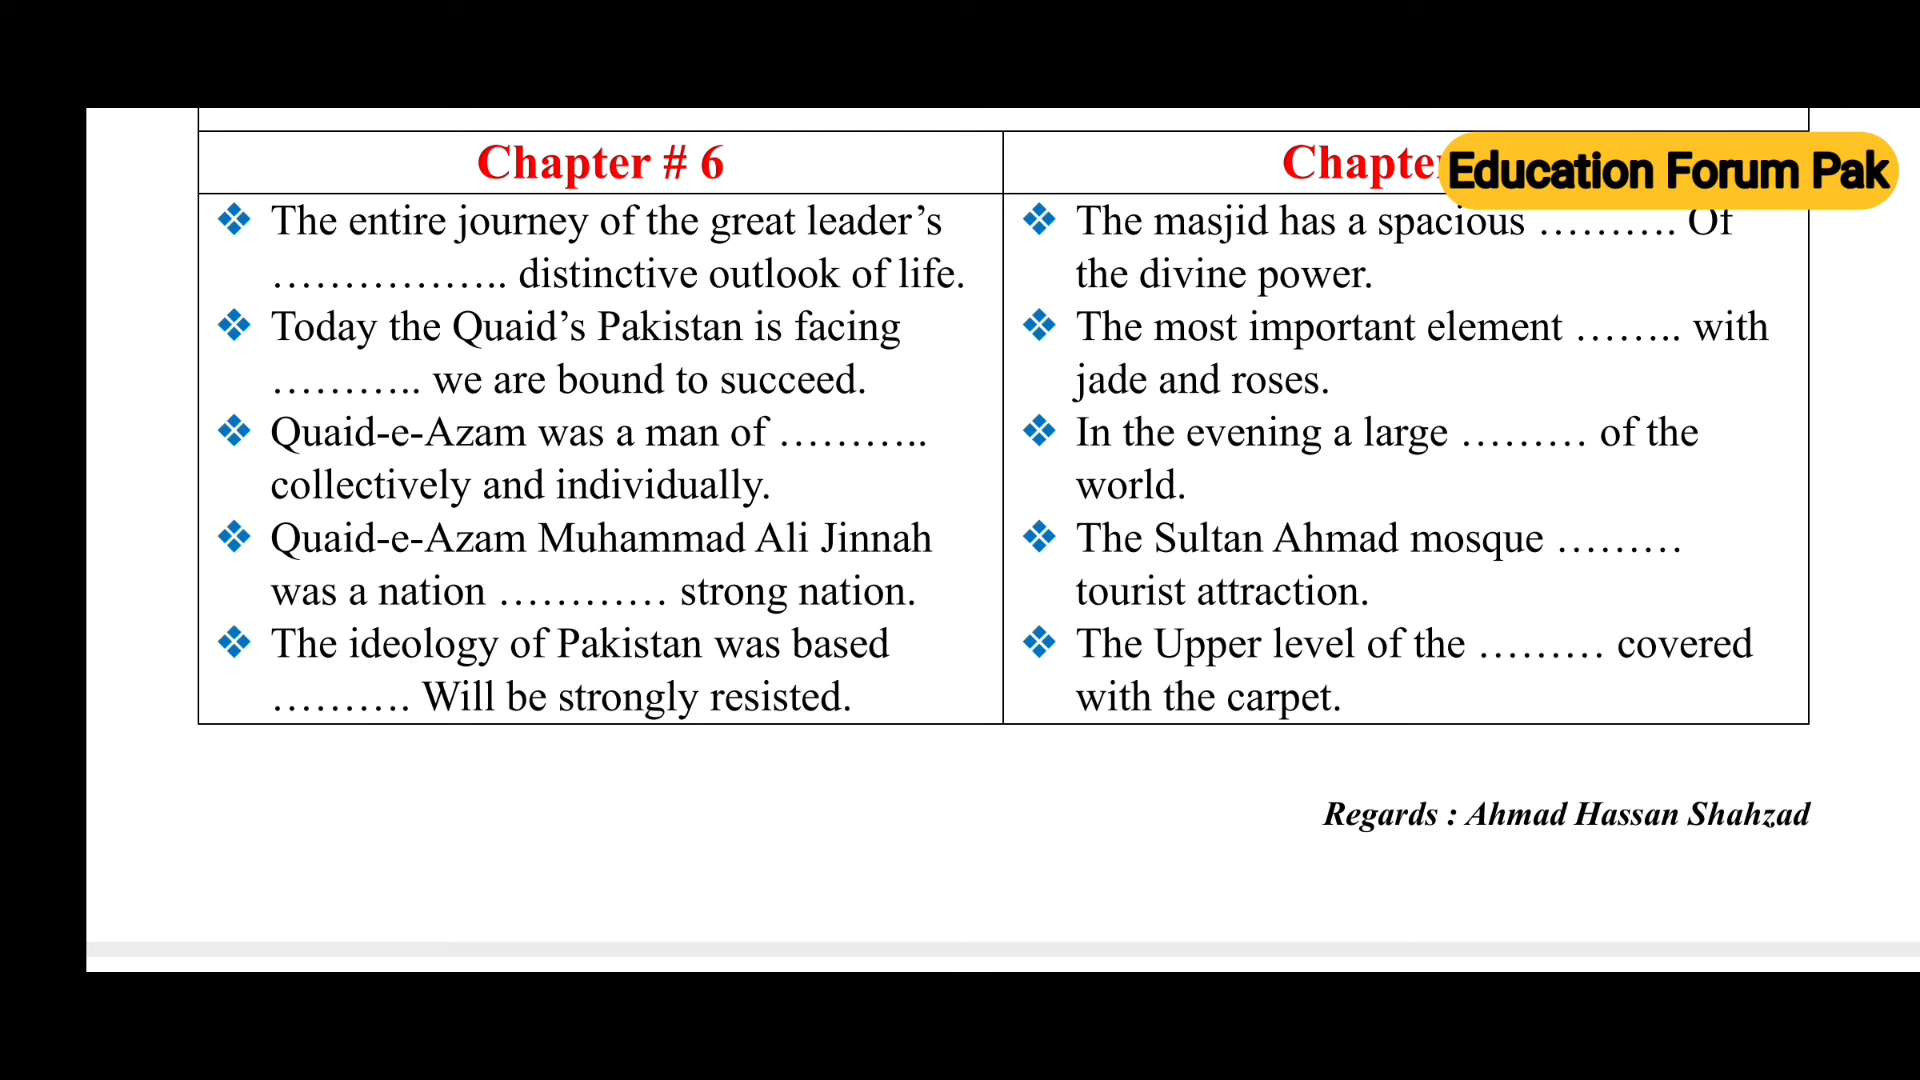 Chapter # 6
❖ The entire journey of the great leader’s
…………….. distinctive outlook of life.
❖ Today the Quaid’s Pakistan is facing
……….. we are bound to succeed.
❖ Quaid-e-Azam was a man of ………..
collectively and individually.
❖ Quaid-e-Azam Muhammad Ali Jinnah
was a nation ………… strong nation.
❖ The ideology of Pakistan was based
………. Will be strongly resisted.
Chapter
Education Forum Pak
❖ The masjid has a spacious ………. Of
the divine power.
❖ The most important element …….. with
jade and roses.
❖ In the evening a large ……… of the
world.
❖ The Sultan Ahmad mosque ………
tourist attraction.
❖ The Upper level of the ……… covered
with the carpet.
Regards : Ahmad Hassan Shahzad